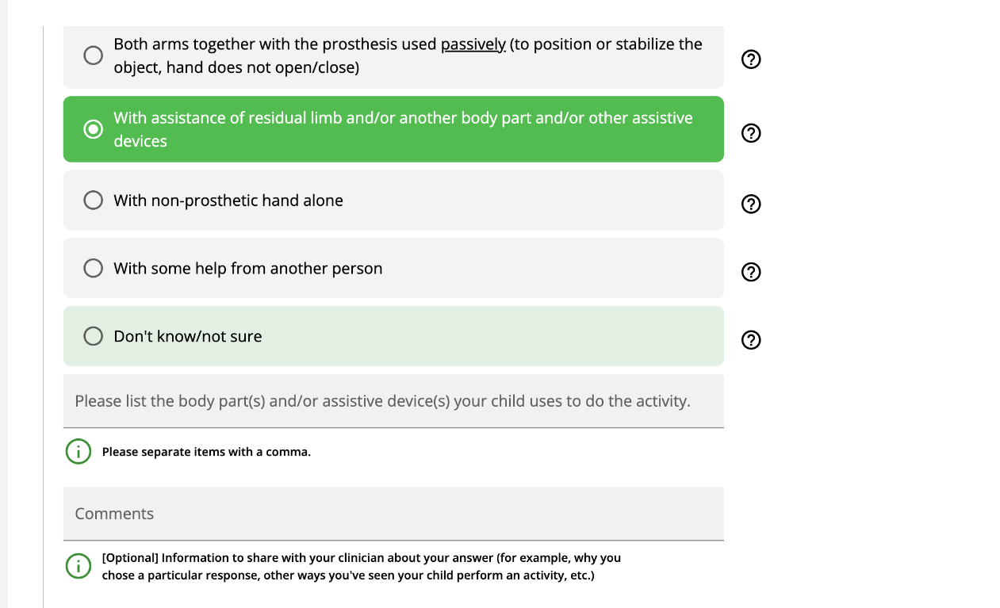 Both arms together with the prosthesis used passively (to position or stabilize the
object, hand does not open/close)
With assistance of residual limb and/or another body part and/or other assistive
devices
With non-prosthetic hand alone
With some help from another person
Don't know/not sure
Please list the body part(s) and/or assistive device(s) your child uses to do the activity.
Please separate items with a comma.
Comments
[Optional] Information to share with your clinician about your answer (for example, why you
chose a particular response, other ways you've seen your child perform an activity, etc.)